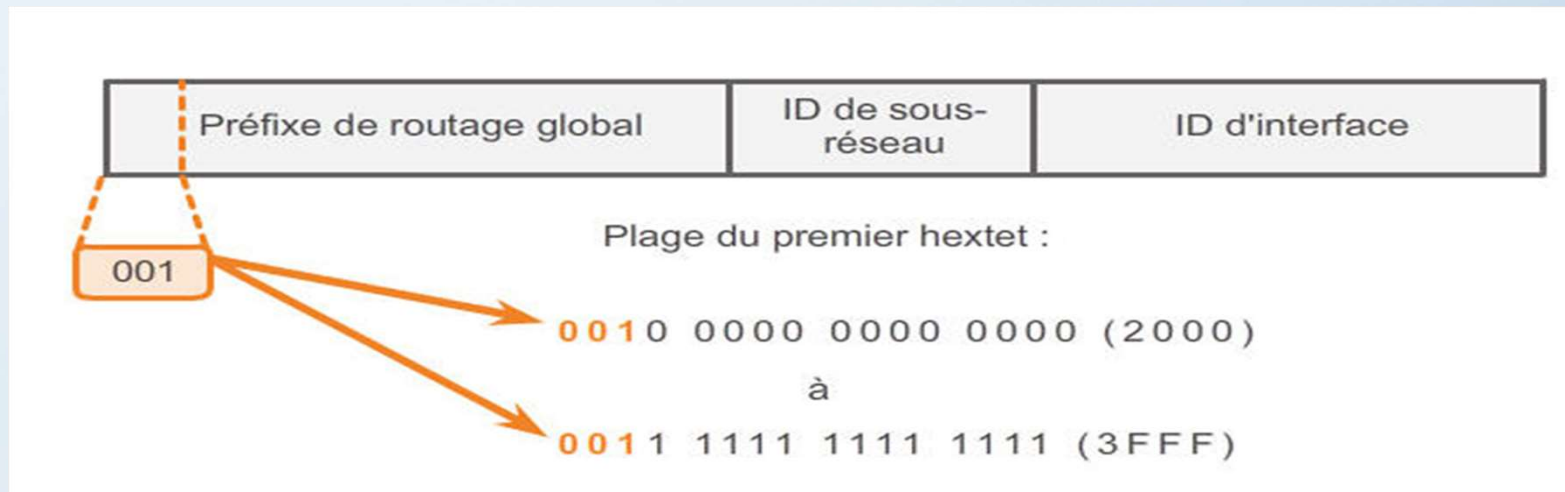 Préfixe de routage global
ID de sous-
réseau
ID d'interface
001
Plage du premier hextet :
0010 0000 0000 0000 (2000)
à
0011 1111 1111 1111 (3FFF)